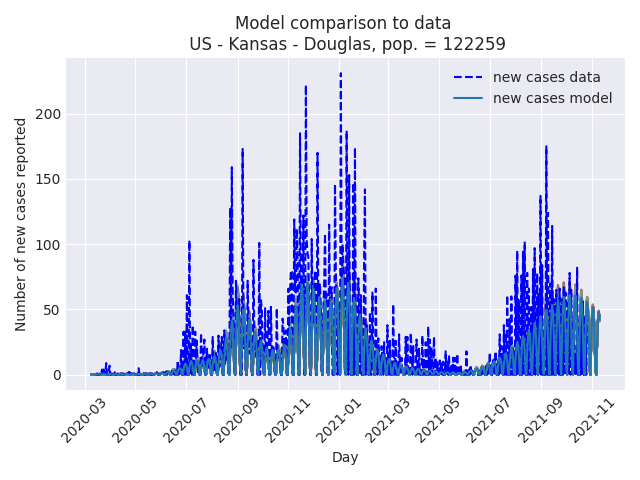 Model comparison to data
US - Kansas - Douglas, pop. = 122259
new cases data
new cases model
Number of new cases reported
200
150
100
50
0
2020-03
2020-05
2020-07
2020-09
2020-11
2021-01
2021-03
2021-05
2021-07
2021-09
2021-11
Day